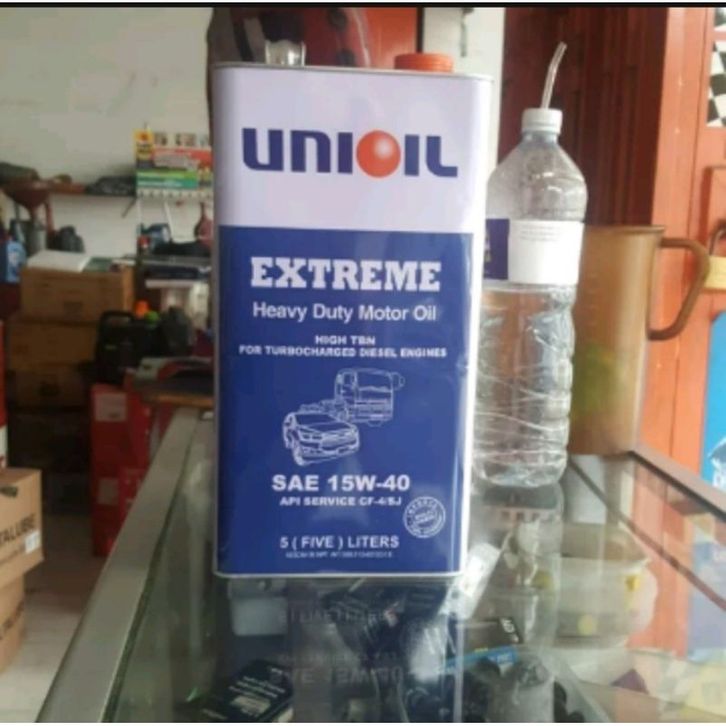 UNIOIL
EXTREME
Heavy Duty Motor Oil
HIGH TBN
FOR TURBOCHARGED DIESEL ENGINES
SAE 15W-40
API SERVICE CF-4/SJ
5 ( FIVE ) LITERS